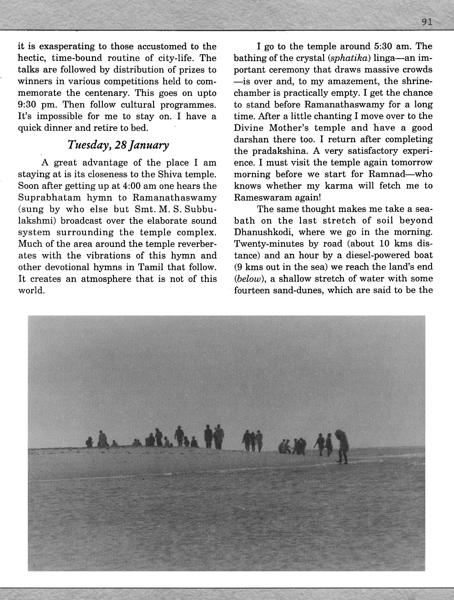 91
it is exasperating to those accustomed to the
hectic, time-bound routine of city-life. The
talks are followed by distribution of prizes to
winners in various competitions held to com-
memorate the centenary. This goes on upto
9:30 pm. Then follow cultural programmes.
It's impossible for me to stay on. I have a
quick dinner and retire to bed.
Tuesday, 28 January
A great advantage of the place I am
staying at is its closeness to the Shiva temple.
Soon after getting up at 4:00 am one hears the
Suprabhatam hymn to Ramanathaswamy
(sung by who else but Smt. M. S. Subbu-
lakshmi) broadcast over the elaborate sound
system surrounding the temple complex.
Much of the area around the temple reverber-
ates with the vibrations of this hymn and
other devotional hymns in Tamil that follow.
It creates an atmosphere that is not of this
world.
I go to the temple around 5:30 am. The
bathing of the crystal (sphatika) linga—an im-
portant ceremony that draws massive crowds
—is over and, to my amazement, the shrine-
chamber is practically empty. I get the chance
to stand before Ramanathaswamy for a long
time. After a little chanting I move over to the
Divine Mother's temple and have a good
darshan there too. I return after completing
the pradakshina. A very satisfactory experi-
ence. I must visit the temple again tomorrow
morning before we start for Ramnad—who
knows whether my karma will fetch me to
Rameswaram again!
The same thought makes me take a sea-
bath on the last stretch of soil beyond
Dhanushkodi, where we go in the morning.
Twenty-minutes by road (about 10 kms dis-
tance) and an hour by a diesel-powered boat
(9 kms out in the sea) we reach the land's end
(below), a shallow stretch of water with some
fourteen sand-dunes, which are said to be the